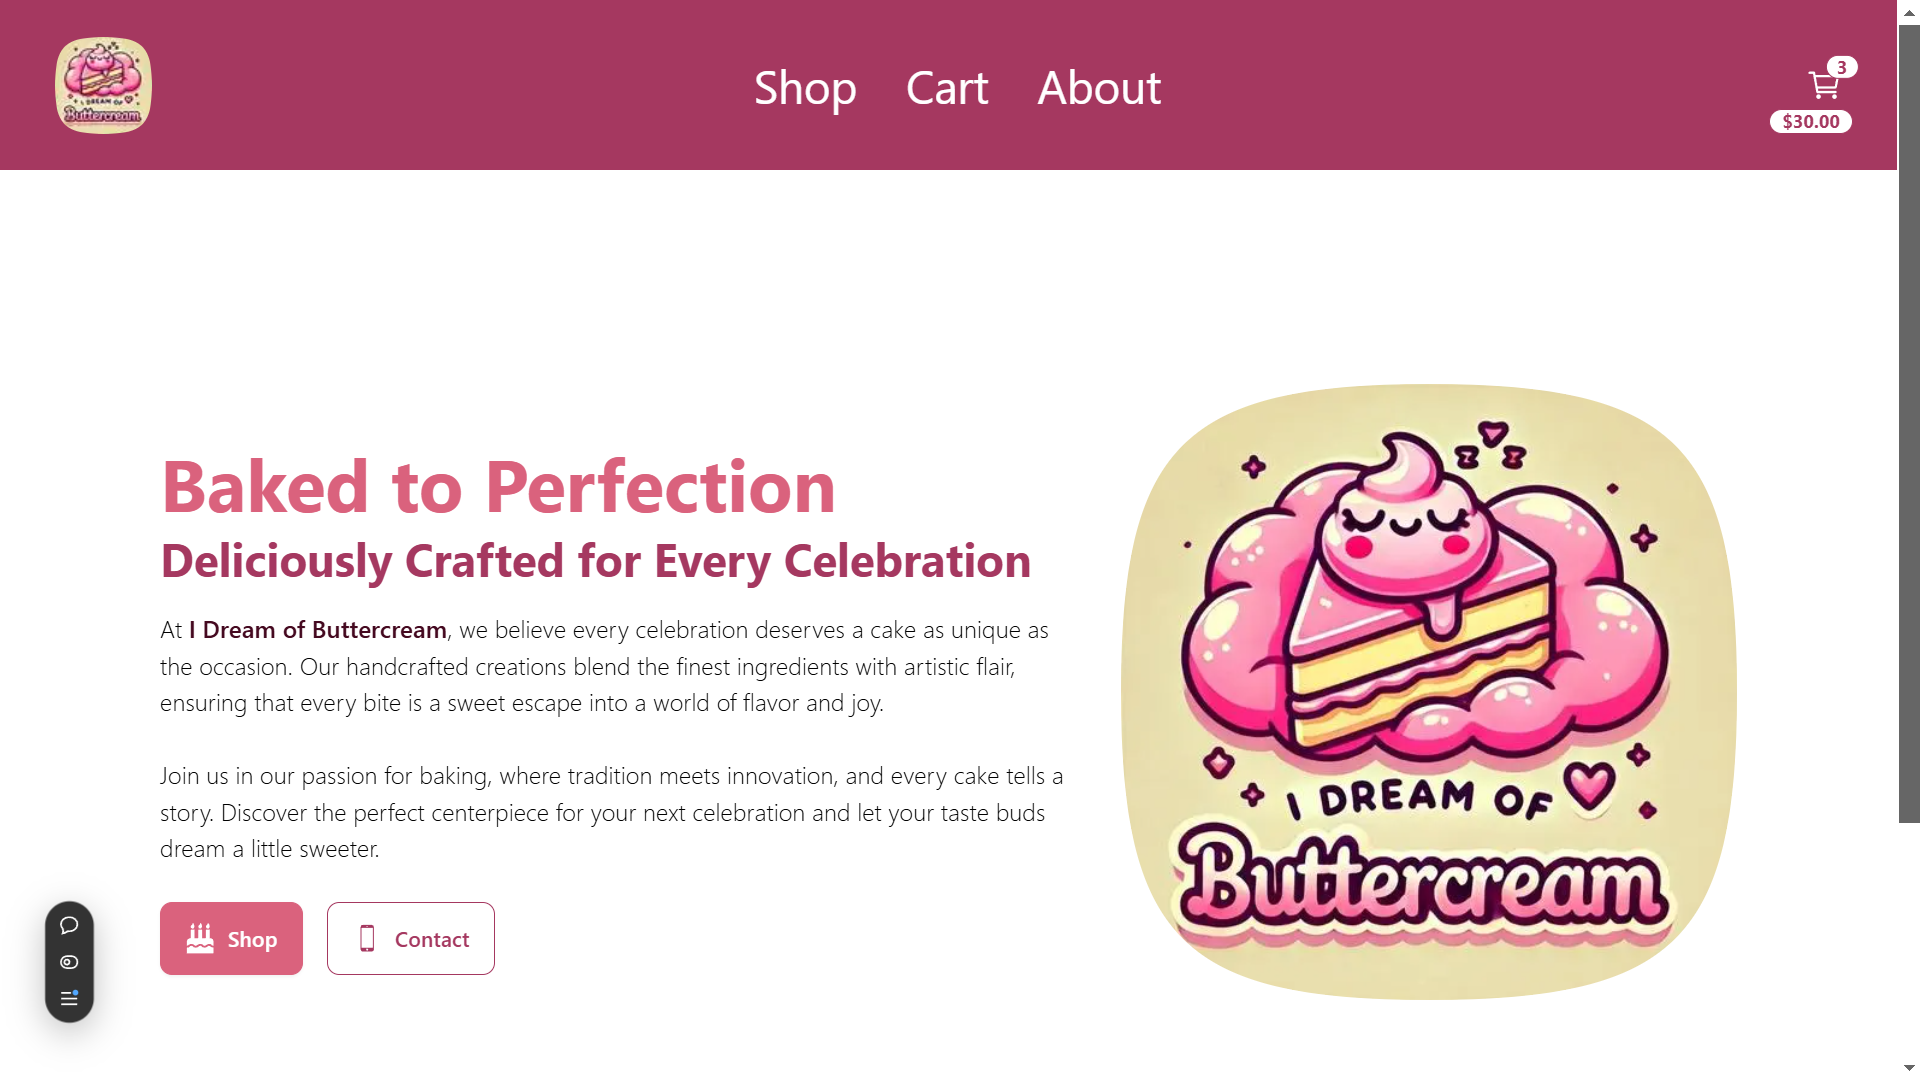 I DREAM OF
Buttercream
Shop Cart About
3
$30.00
Baked to Perfection
Deliciously Crafted for Every Celebration
At I Dream of Buttercream, we believe every celebration deserves a cake as unique as
the occasion. Our handcrafted creations blend the finest ingredients with artistic flair,
ensuring that every bite is a sweet escape into a world of flavor and joy.
Join us in our passion for baking, where tradition meets innovation, and every cake tells a
story. Discover the perfect centerpiece for your next celebration and let your taste buds
dream a little sweeter.
Shop
Contact
I DREAM OF
Buttercream